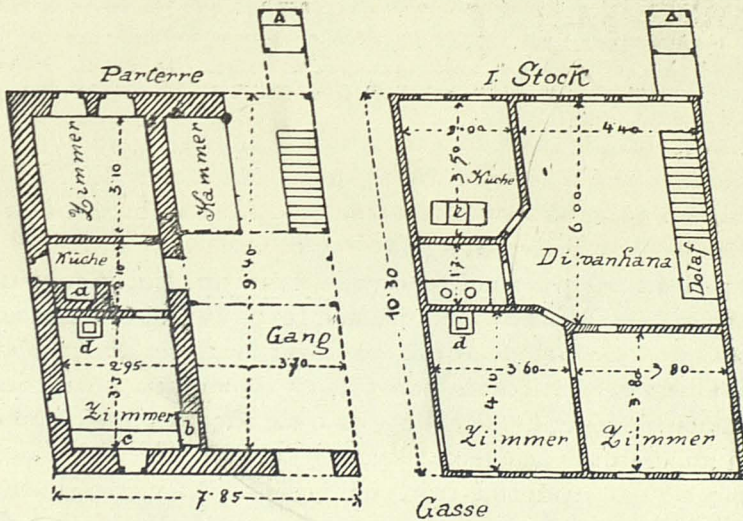 Parterre
Zimmer
3·10
Kammer
Küche
2·10
a
d
9·40
Gang
2·95
3·70
Zimmer
b
c
7·85
I. Stock
3·00
4·40
3·50
Küche
6·00
e
Divanhana
Dolaf
10·30
d
3·60
3·80
4·10
3·80
Zimmer
Zimmer
Gasse